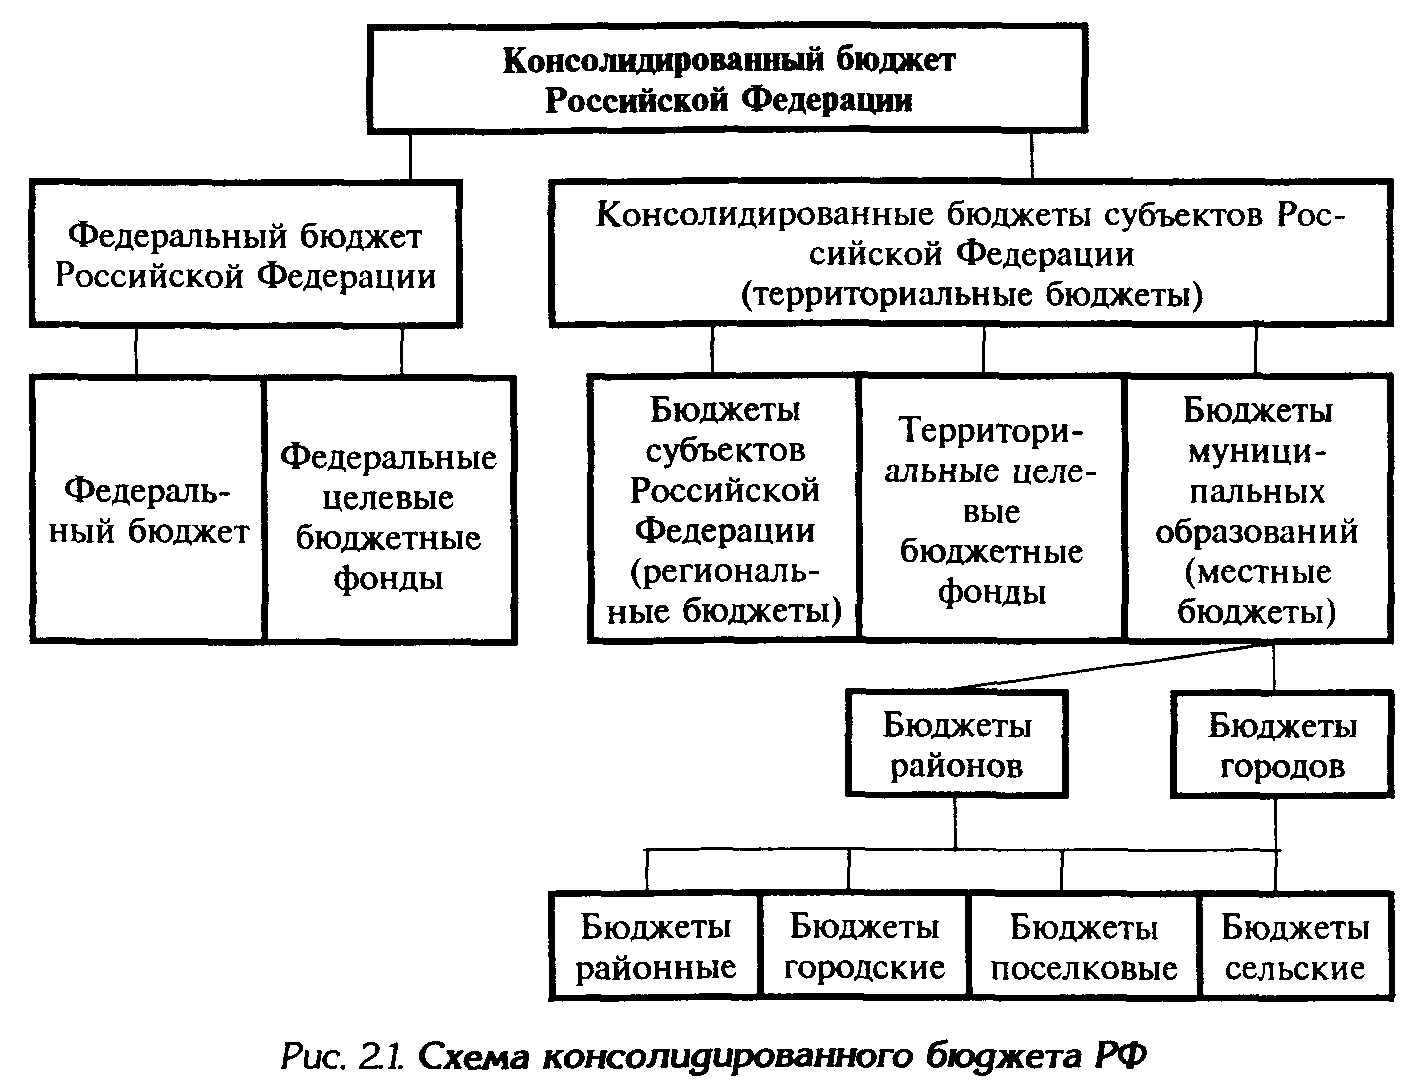 Консолидированный бюджет
Российской Федерации
Федеральный бюджет
Российской Федерации
Консолидированные бюджеты субъектов Рос-
сийской Федерации
(территориальные бюджеты)
Федераль-
ный бюджет
Федеральные
целевые
бюджетные
фонды
Бюджеты
субъектов
Российской
Федерации
(региональ-
ные бюджеты)
Территори-
альные целе-
вые
бюджетные
фонды
Бюджеты
муници-
пальных
образований
(местные
бюджеты)
Бюджеты
районов
Бюджеты
городов
Бюджеты
районные
Бюджеты
городские
Бюджеты
поселковые
Бюджеты
сельские
Рис. 2.1. Схема консолидированного бюджета РФ